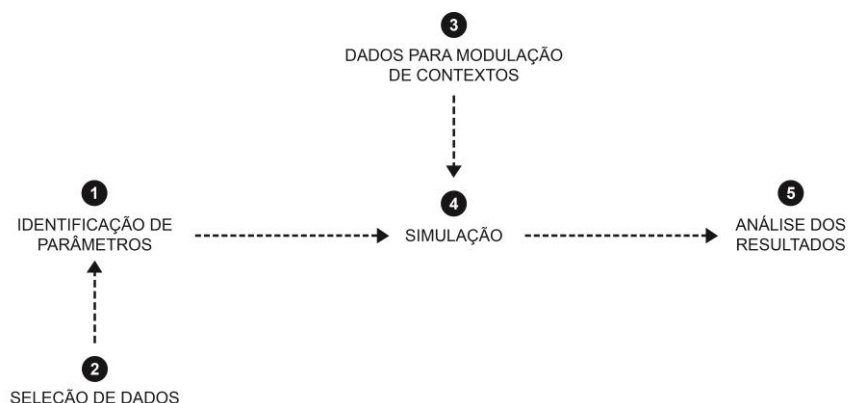 3
DADOS PARA MODULAÇÃO
DE CONTEXTOS
1
IDENTIFICAÇÃO DE
PARÂMETROS
4
SIMULAÇÃO
5
ANÁLISE DOS
RESULTADOS
2
SELEÇÃO DE DADOS